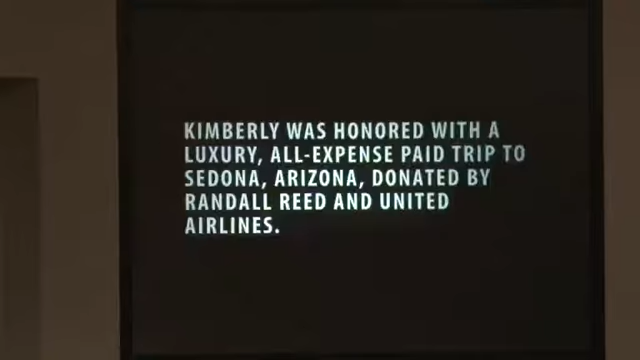 KIMBERLY WAS HONORED WITH A
LUXURY, ALL-EXPENSE PAID TRIP TO
SEDONA, ARIZONA, DONATED BY
RANDALL REED AND UNITED
AIRLINES.